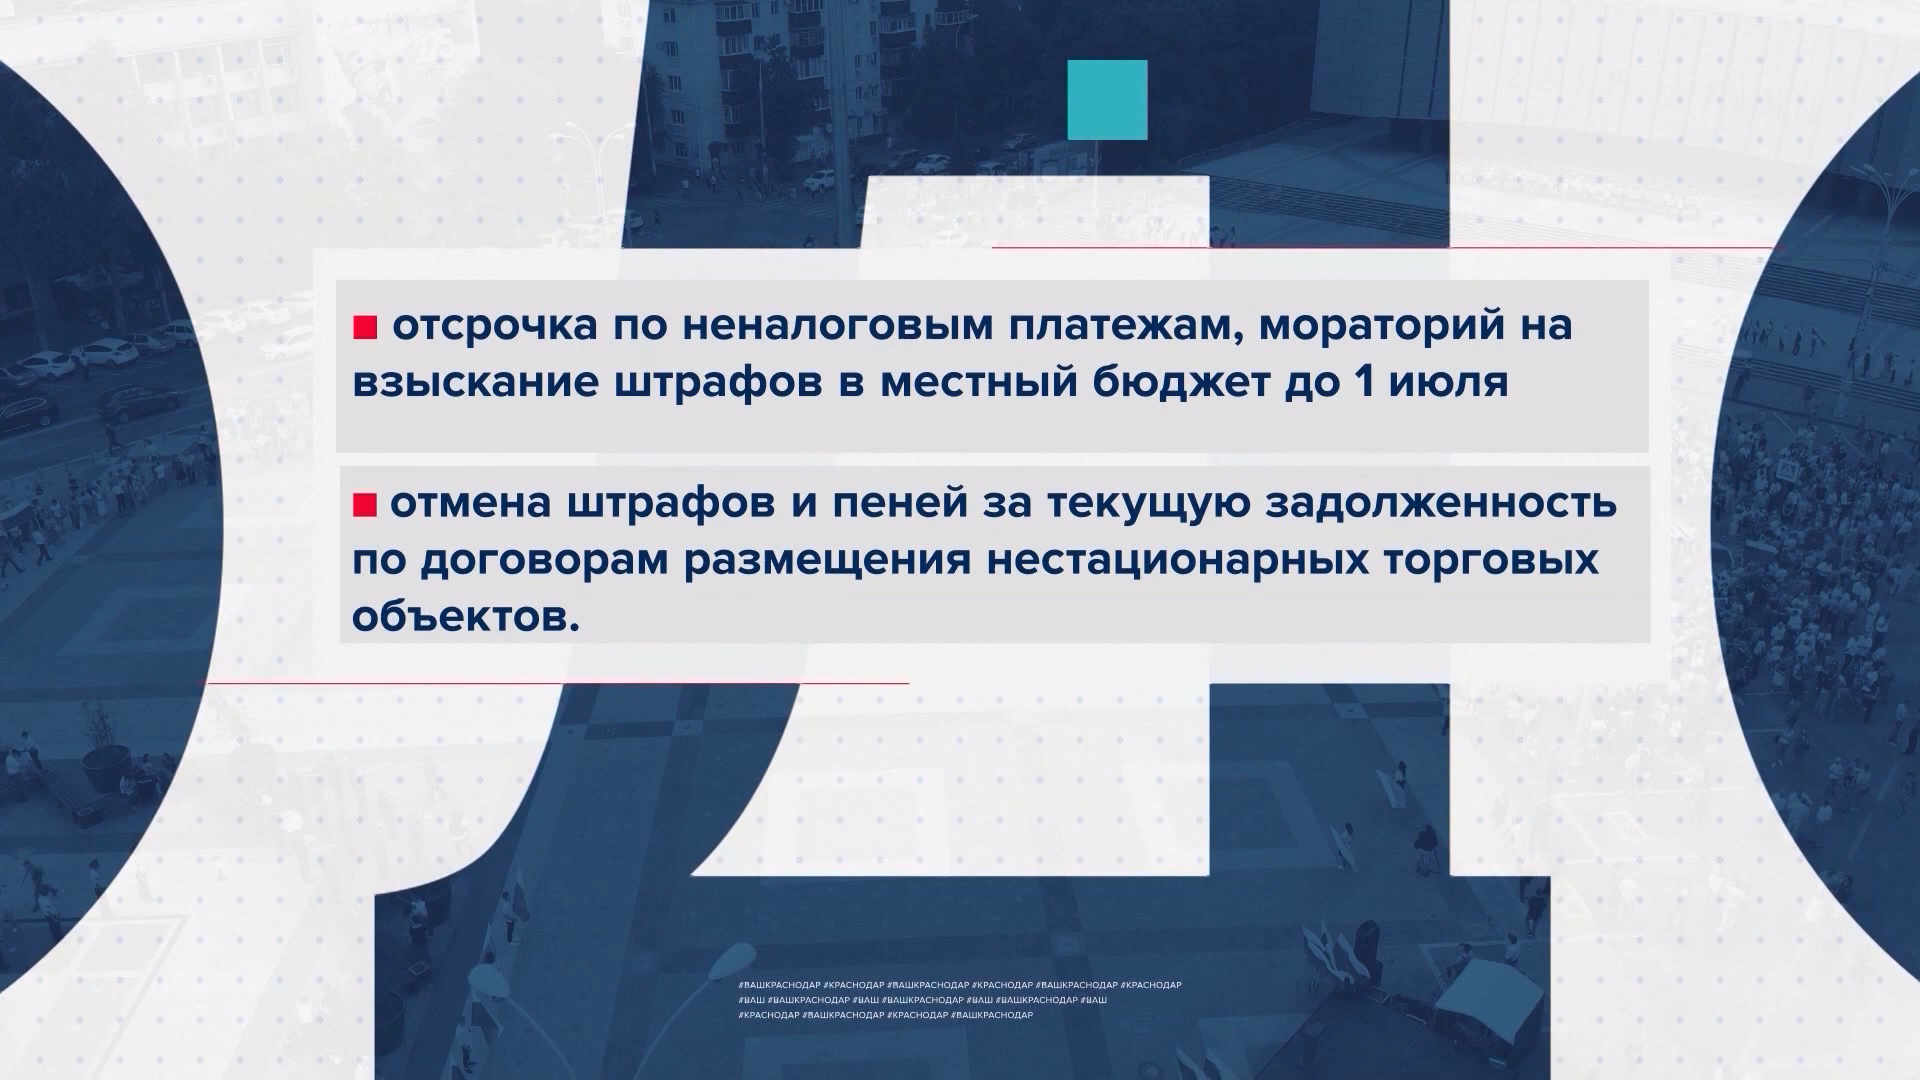 отсрочка по неналоговым платежам, мораторий на
взыскание штрафов в местный бюджет до 1 июля
отмена штрафов и пеней за текущую задолженность
по договорам размещения нестационарных торговых
объектов.
#ВАШКРАСНОДАР #КРАСНОДАР #ВАШКРАСНОДАР #КРАСНОДАР #ВАШКРАСНОДАР #КРАСНОДАР
#ВАШ #ВАШКРАСНОДАР #ВАШ #ВАШКРАСНОДАР #ВАШ #ВАШКРАСНОДАР #ВАШ
#КРАСНОДАР #ВАШКРАСНОДАР #КРАСНОДАР #ВАШКРАСНОДАР